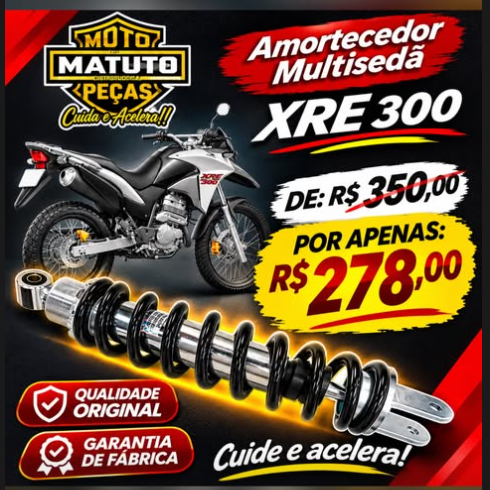 MOTO
MATUTO
PEÇAS
Cuida e Acelera!!
Amortecedor
Multisedã
XRE 300
XRE
300
DE: R$ 350,00
POR APENAS:
R$ 278,00
QUALIDADE
ORIGINAL
GARANTIA
DE FÁBRICA
Cuide e acelera!